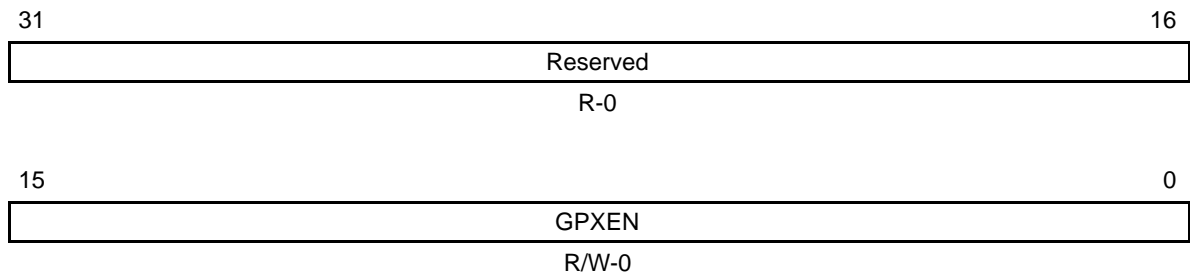 31 16
Reserved
R-0
15 0
GPXEN
R/W-0